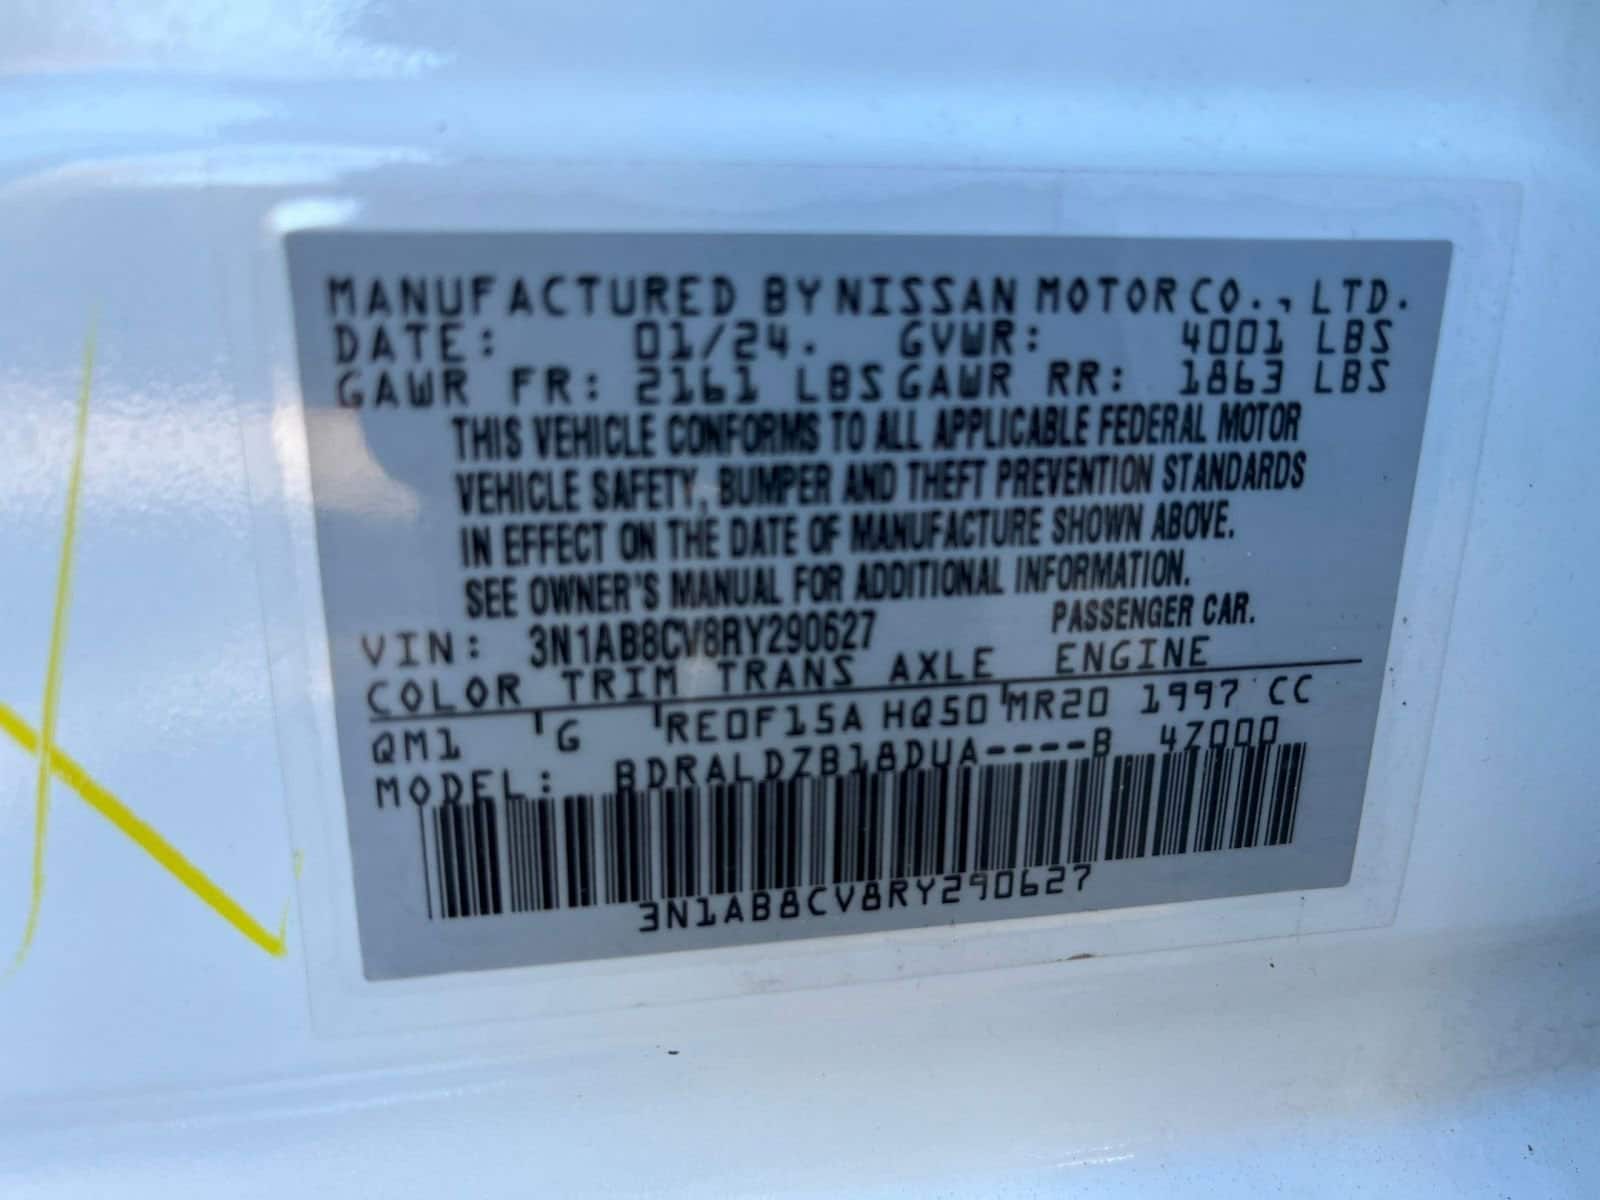 MANUFACTURED BY NISSAN MOTOR CO., LTD.
DATE: 01/24. GVWR: 4001 LBS
GAWR FR: 2161 LBS GAWR RR: 1863 LBS
THIS VEHICLE CONFORMS TO ALL APPLICABLE FEDERAL MOTOR
VEHICLE SAFETY, BUMPER AND THEFT PREVENTION STANDARDS
IN EFFECT ON THE DATE OF MANUFACTURE SHOWN ABOVE.
SEE OWNER'S MANUAL FOR ADDITIONAL INFORMATION.
VIN: 3N1AB8CV8RY290627 PASSENGER CAR.
COLOR TRIM TRANS AXLE ENGINE
QM1 G RE0F15A HQ50 MR20 1997 CC
MODEL: BDRALDZB18DUA----B 47000
3N1AB8CV8RY290627